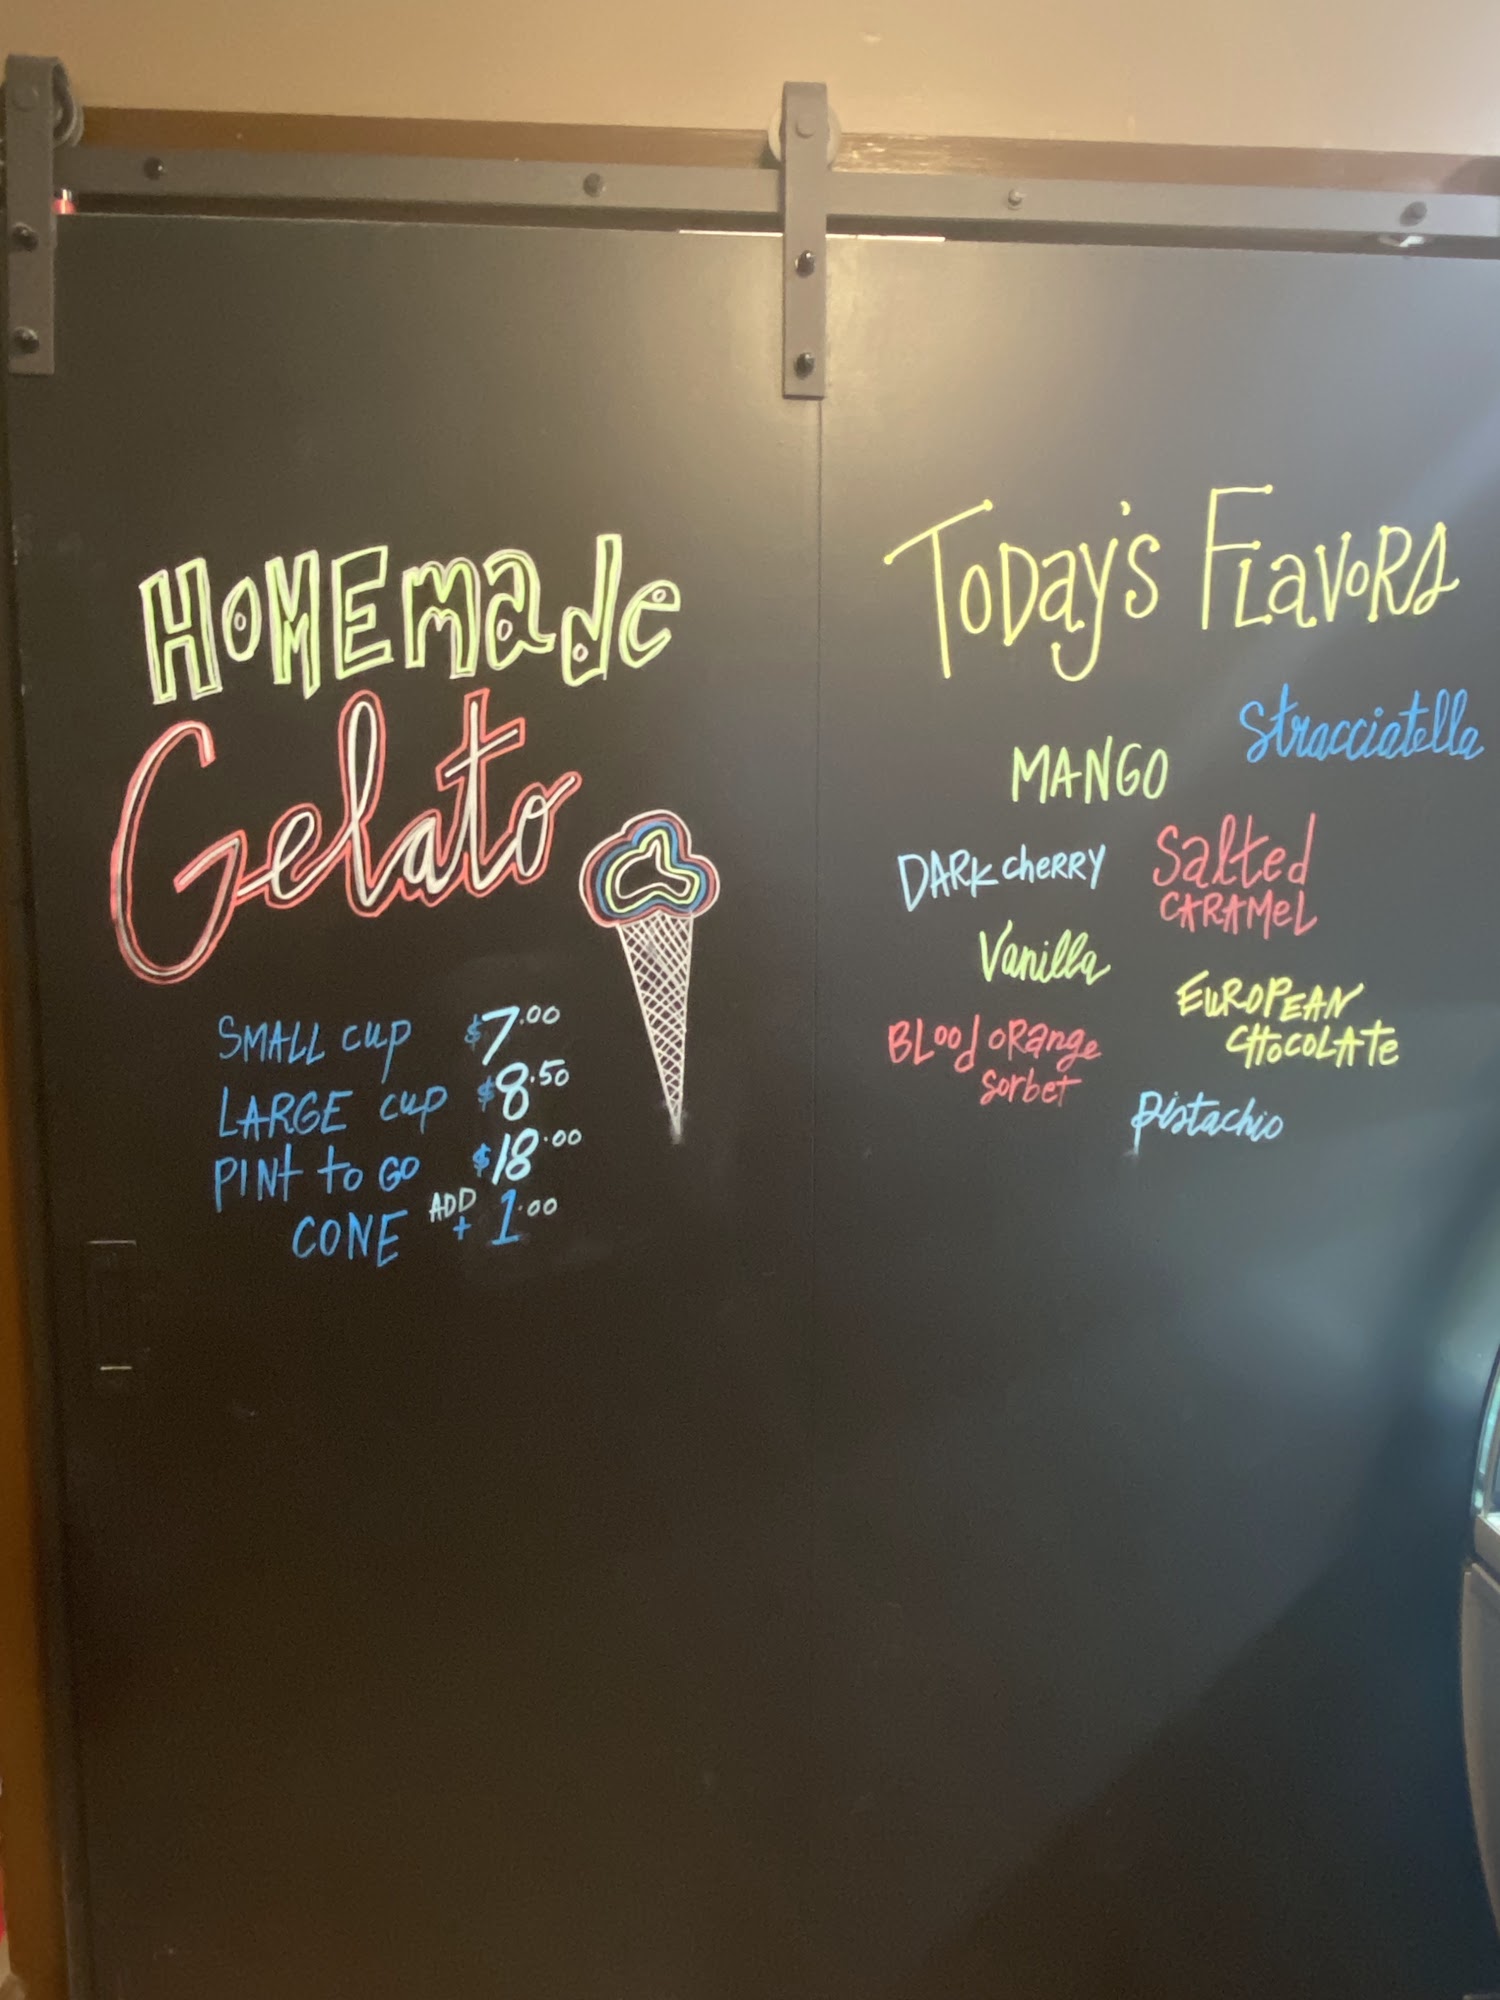 HOMEmade
Gelato
SMALL cup $7.00
LARGE cup $8.50
PINt to GO $18.00
CONE ADD + 1.00
Today's Flavors
Stracciatella
MANGO
DARK cherry
Salted
CARAMeL
Vanilla
EuROPEAN
CHoCOLATe
BLood oRange
sorbet
pistachio